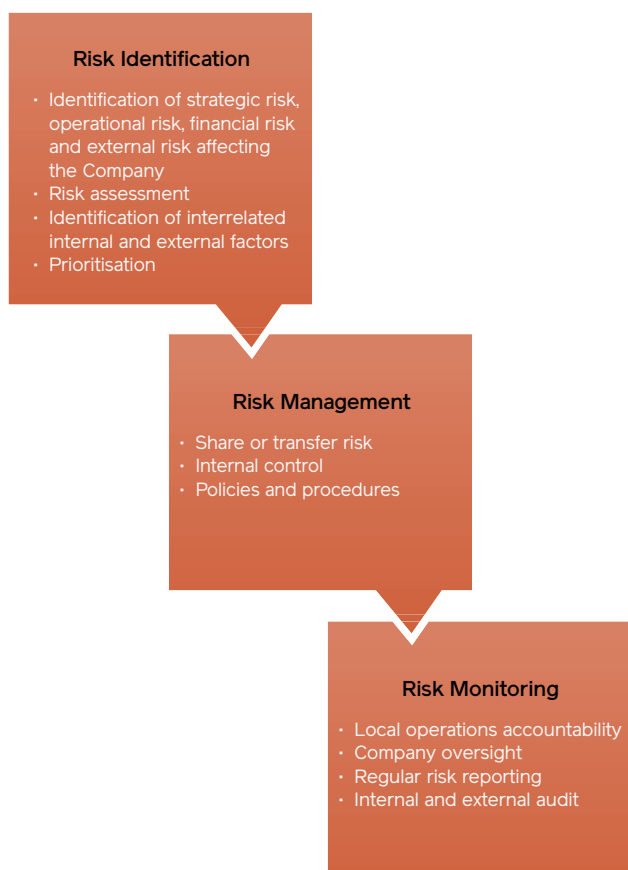 Risk Identification
· Identification of strategic risk,
operational risk, financial risk
and external risk affecting
the Company
· Risk assessment
· Identification of interrelated
internal and external factors
· Prioritisation
Risk Management
· Share or transfer risk
· Internal control
· Policies and procedures
Risk Monitoring
· Local operations accountability
· Company oversight
· Regular risk reporting
· Internal and external audit